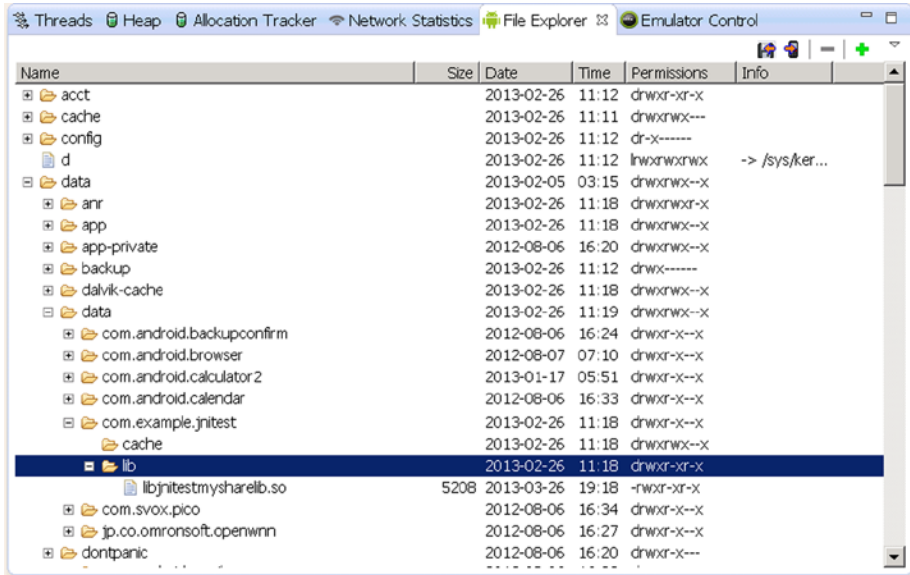 Threads Heap Allocation Tracker Network Statistics File Explorer Emulator Control
Name Size Date Time Permissions Info
acct 2013-02-26 11:12 drwxr-xr-x
cache 2013-02-26 11:11 drwxrwx---
config 2013-02-26 11:12 dr-x------
d 2013-02-26 11:12 lrwxrwxrwx -> /sys/ker...
data 2013-02-05 03:15 drwxrwx--x
anr 2013-02-26 11:18 drwxrwxr-x
app 2013-02-26 11:18 drwxrwx--x
app-private 2012-08-06 16:20 drwxrwx--x
backup 2013-02-26 11:12 drwx------
dalvik-cache 2013-02-26 11:18 drwxrwx--x
data 2013-02-26 11:19 drwxrwx--x
com.android.backupconfirm 2012-08-06 16:24 drwxr-x--x
com.android.browser 2012-08-07 07:10 drwxr-x--x
com.android.calculator2 2013-01-17 05:51 drwxr-x--x
com.android.calendar 2012-08-06 16:33 drwxr-x--x
com.example.jnitest 2013-02-26 11:18 drwxr-x--x
cache 2013-02-26 11:18 drwxrwx--x
lib 2013-02-26 11:18 drwxr-xr-x
libjnitestmysharelib.so 5208 2013-03-26 19:18 -rwxr-xr-x
com.svox.pico 2012-08-06 16:34 drwxr-x--x
jp.co.omronsoft.openwnn 2012-08-06 16:27 drwxr-x--x
dontpanic 2012-08-06 16:20 drwxr-x---